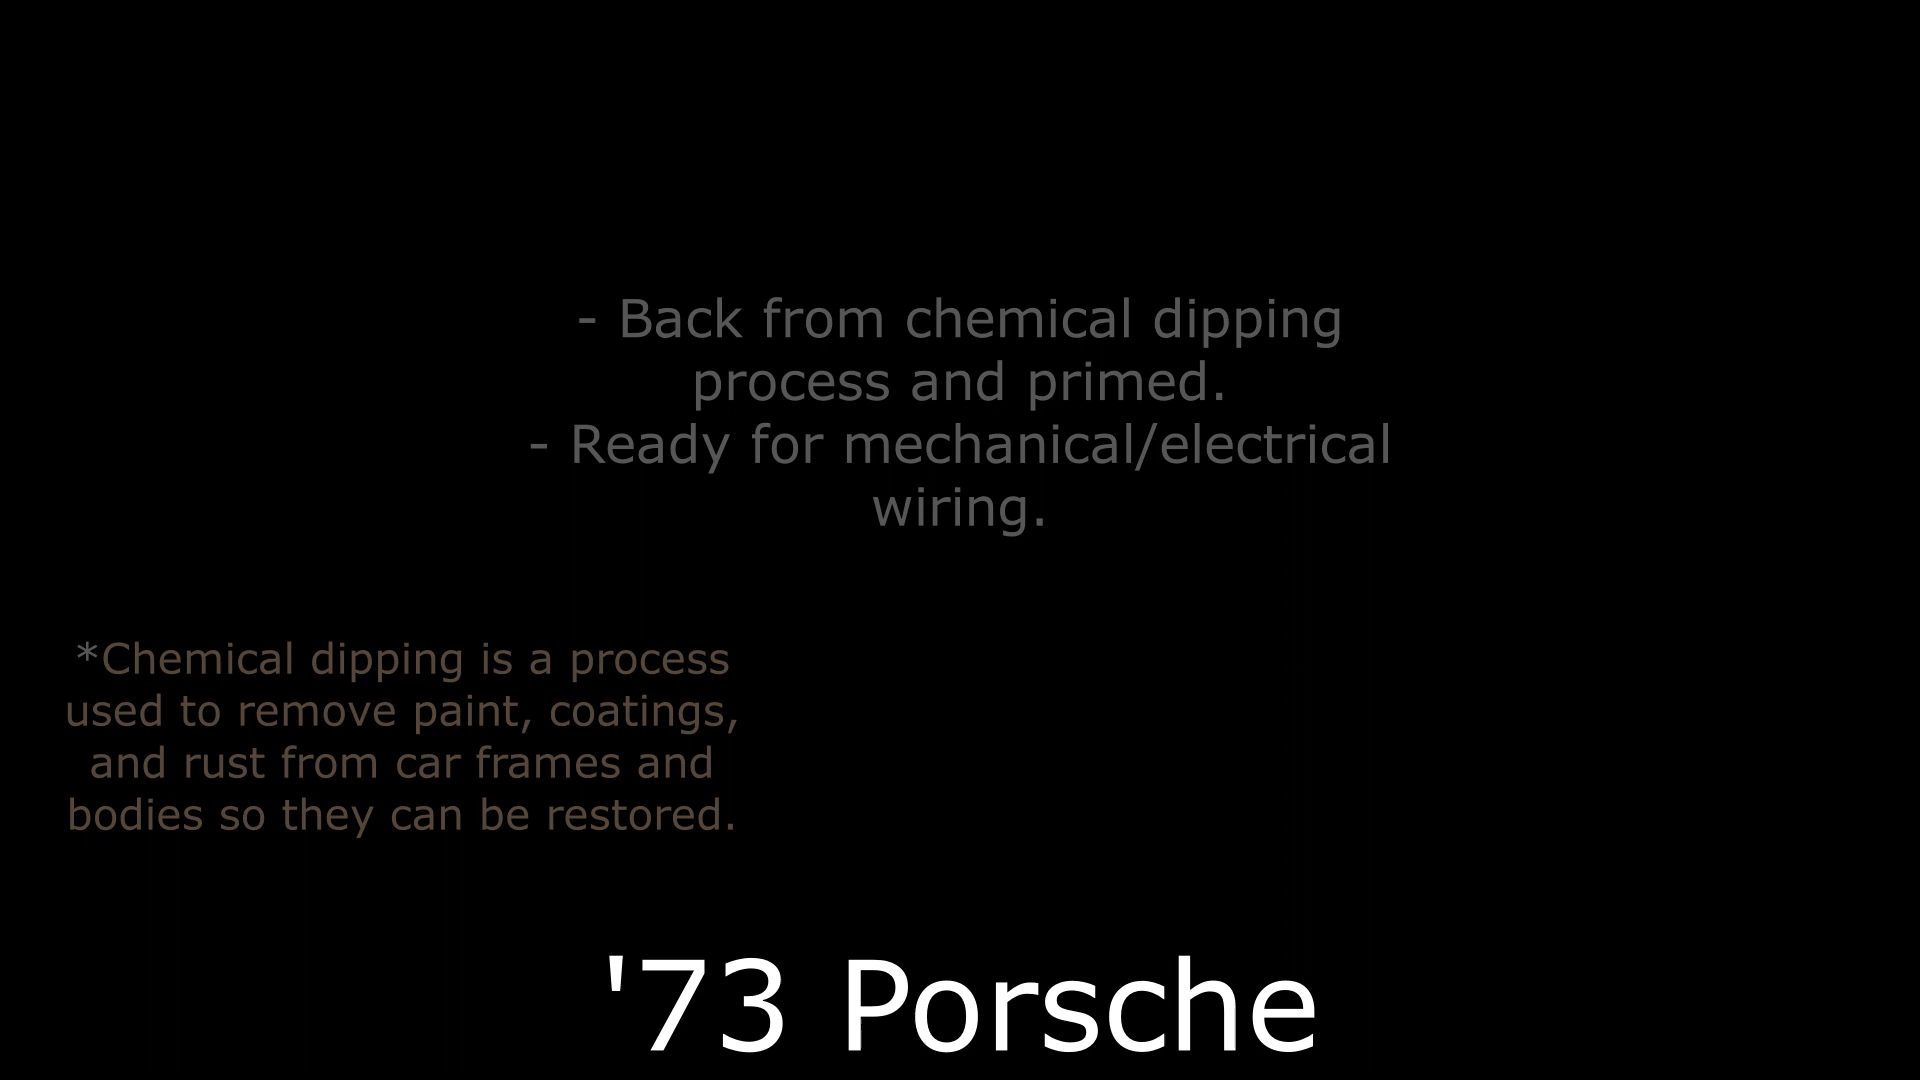 - Back from chemical dipping
process and primed.
- Ready for mechanical/electrical
wiring.
*Chemical dipping is a process
used to remove paint, coatings,
and rust from car frames and
bodies so they can be restored.
'73 Porsche